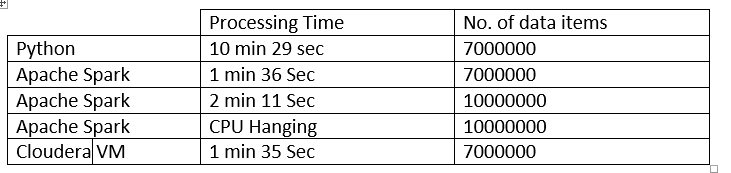 Processing Time No. of data items
Python 10 min 29 sec 7000000
Apache Spark 1 min 36 Sec 7000000
Apache Spark 2 min 11 Sec 10000000
Apache Spark CPU Hanging 10000000
Cloudera VM 1 min 35 Sec 7000000